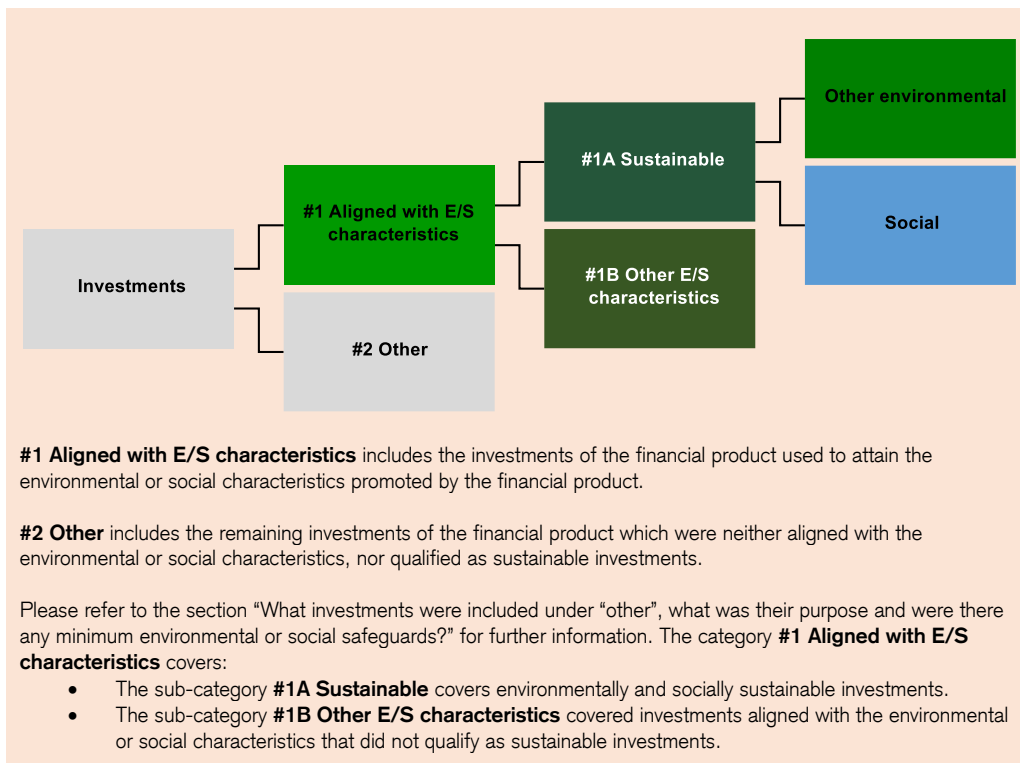 Other environmental
#1A Sustainable
#1 Aligned with E/S
characteristics
Social
Investments
#1B Other E/S
characteristics
#2 Other
#1 Aligned with E/S characteristics includes the investments of the financial product used to attain the
environmental or social characteristics promoted by the financial product.
#2 Other includes the remaining investments of the financial product which were neither aligned with the
environmental or social characteristics, nor qualified as sustainable investments.
Please refer to the section “What investments were included under “other”, what was their purpose and were there
any minimum environmental or social safeguards?” for further information. The category #1 Aligned with E/S
characteristics covers:
• The sub-category #1A Sustainable covers environmentally and socially sustainable investments.
• The sub-category #1B Other E/S characteristics covered investments aligned with the environmental
or social characteristics that did not qualify as sustainable investments.